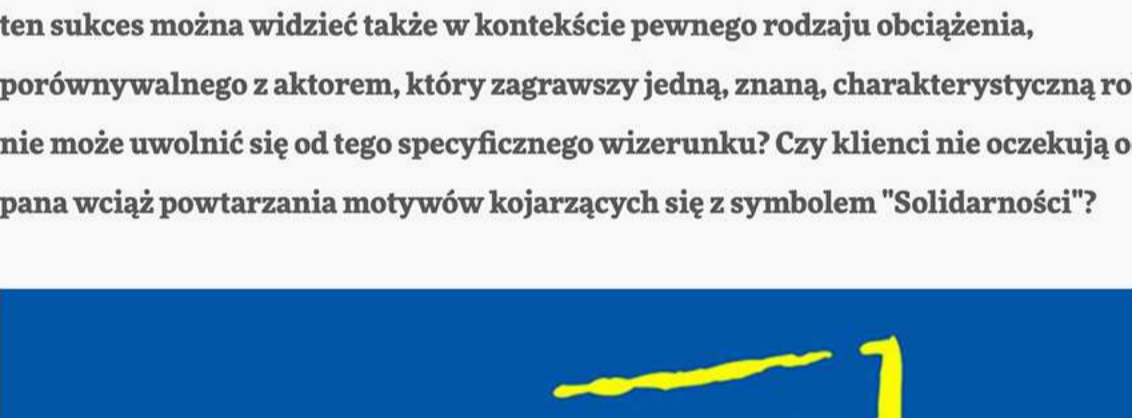 ten sukces można widzieć także w kontekście pewnego rodzaju obciążenia,
porównywalnego z aktorem, który zagrawszy jedną, znaną, charakterystyczną
nie może uwolnić się od tego specyficznego wizerunku? Czy klienci nie oczekują
pana wciąż powtarzania motywów kojarzących się z symbolem "Solidarności"?